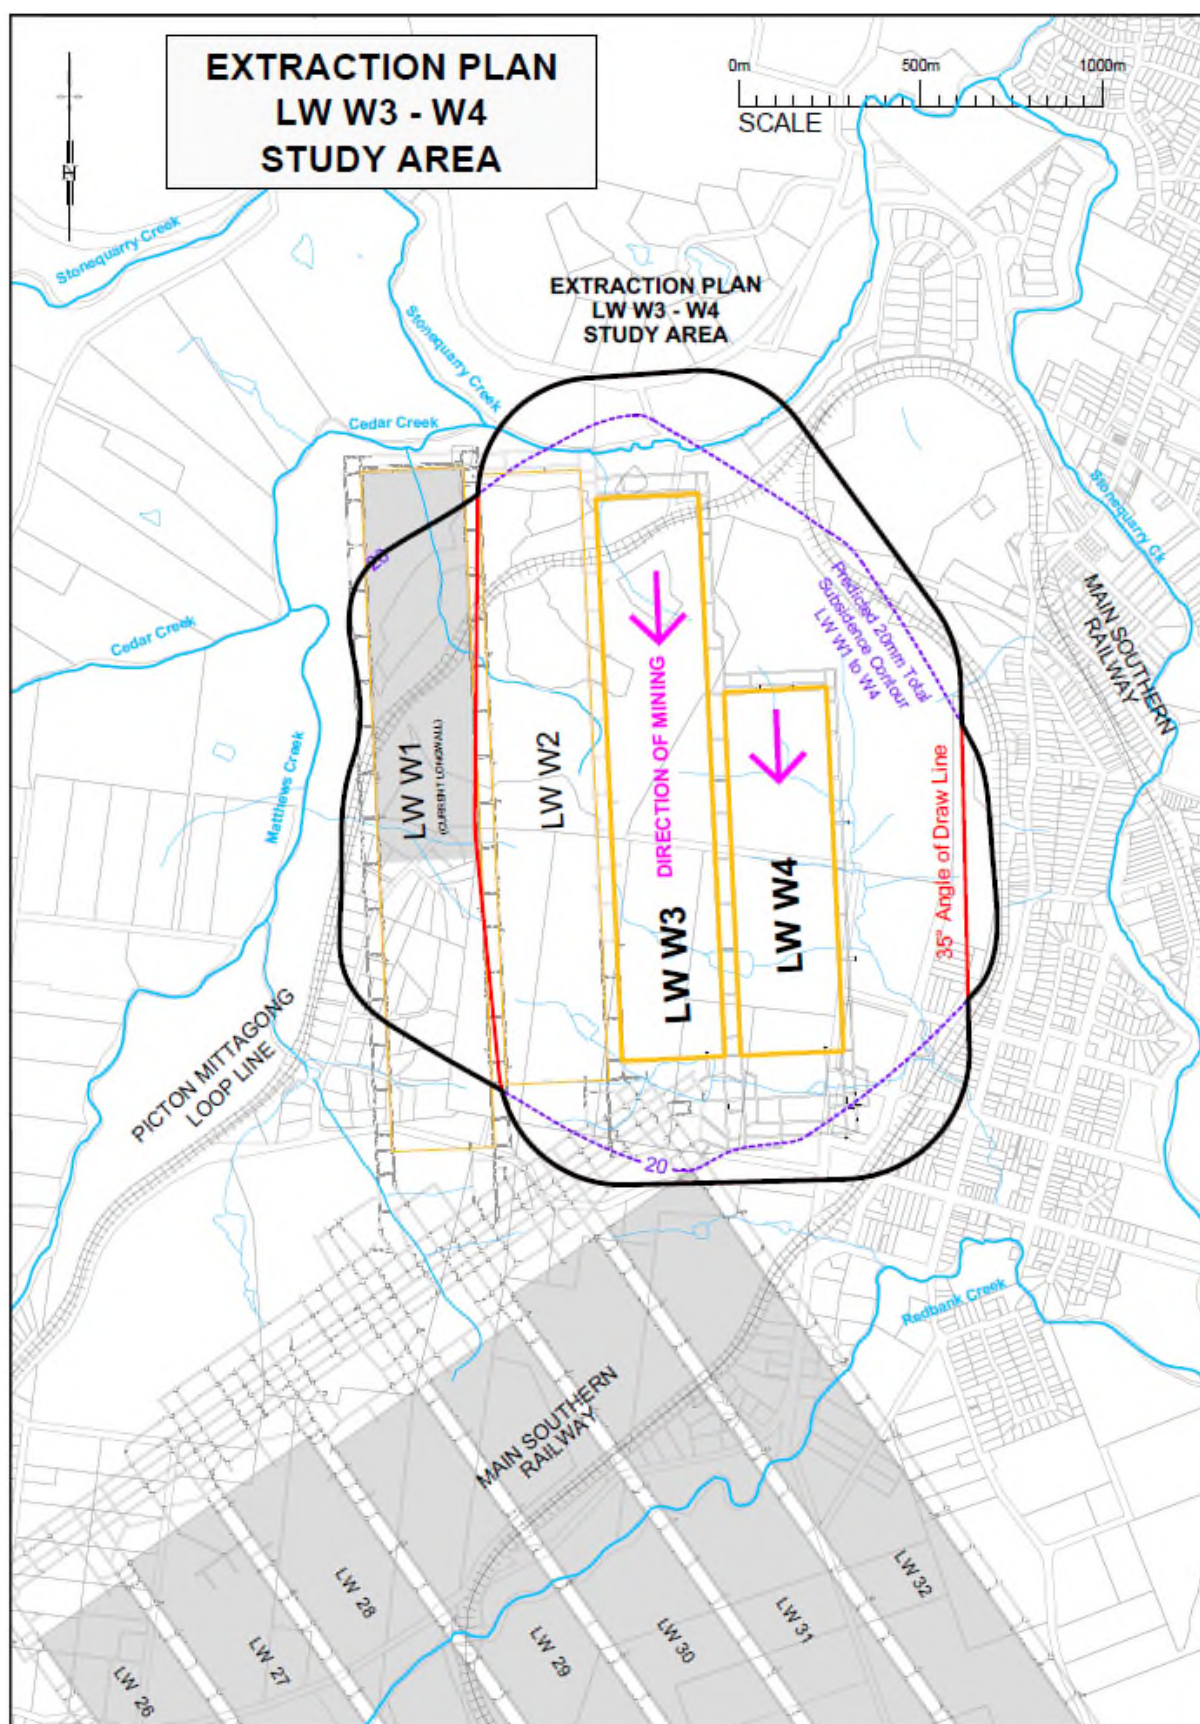 EXTRACTION PLAN
LW W3 - W4
STUDY AREA
0m 500m 1000m
SCALE
N
Stonequarry Creek
EXTRACTION PLAN
LW W3 - W4
STUDY AREA
Stonequarry Creek
Cedar Creek
Stonequarry Ck
20
Predicted 20mm Total
Subsidence Contour
LW W1 to W4
MAIN SOUTHERN
RAILWAY
Cedar Creek
Matthews Creek
LW W1
(CURRENT LONGWALL)
LW W2
DIRECTION OF MINING
LW W3
LW W4
35° Angle of Draw Line
PICTON MITTAGONG
LOOP LINE
20
Redbank Creek
MAIN SOUTHERN
RAILWAY
LW 26
LW 27
LW 28
LW 29
LW 30
LW 31
LW 32